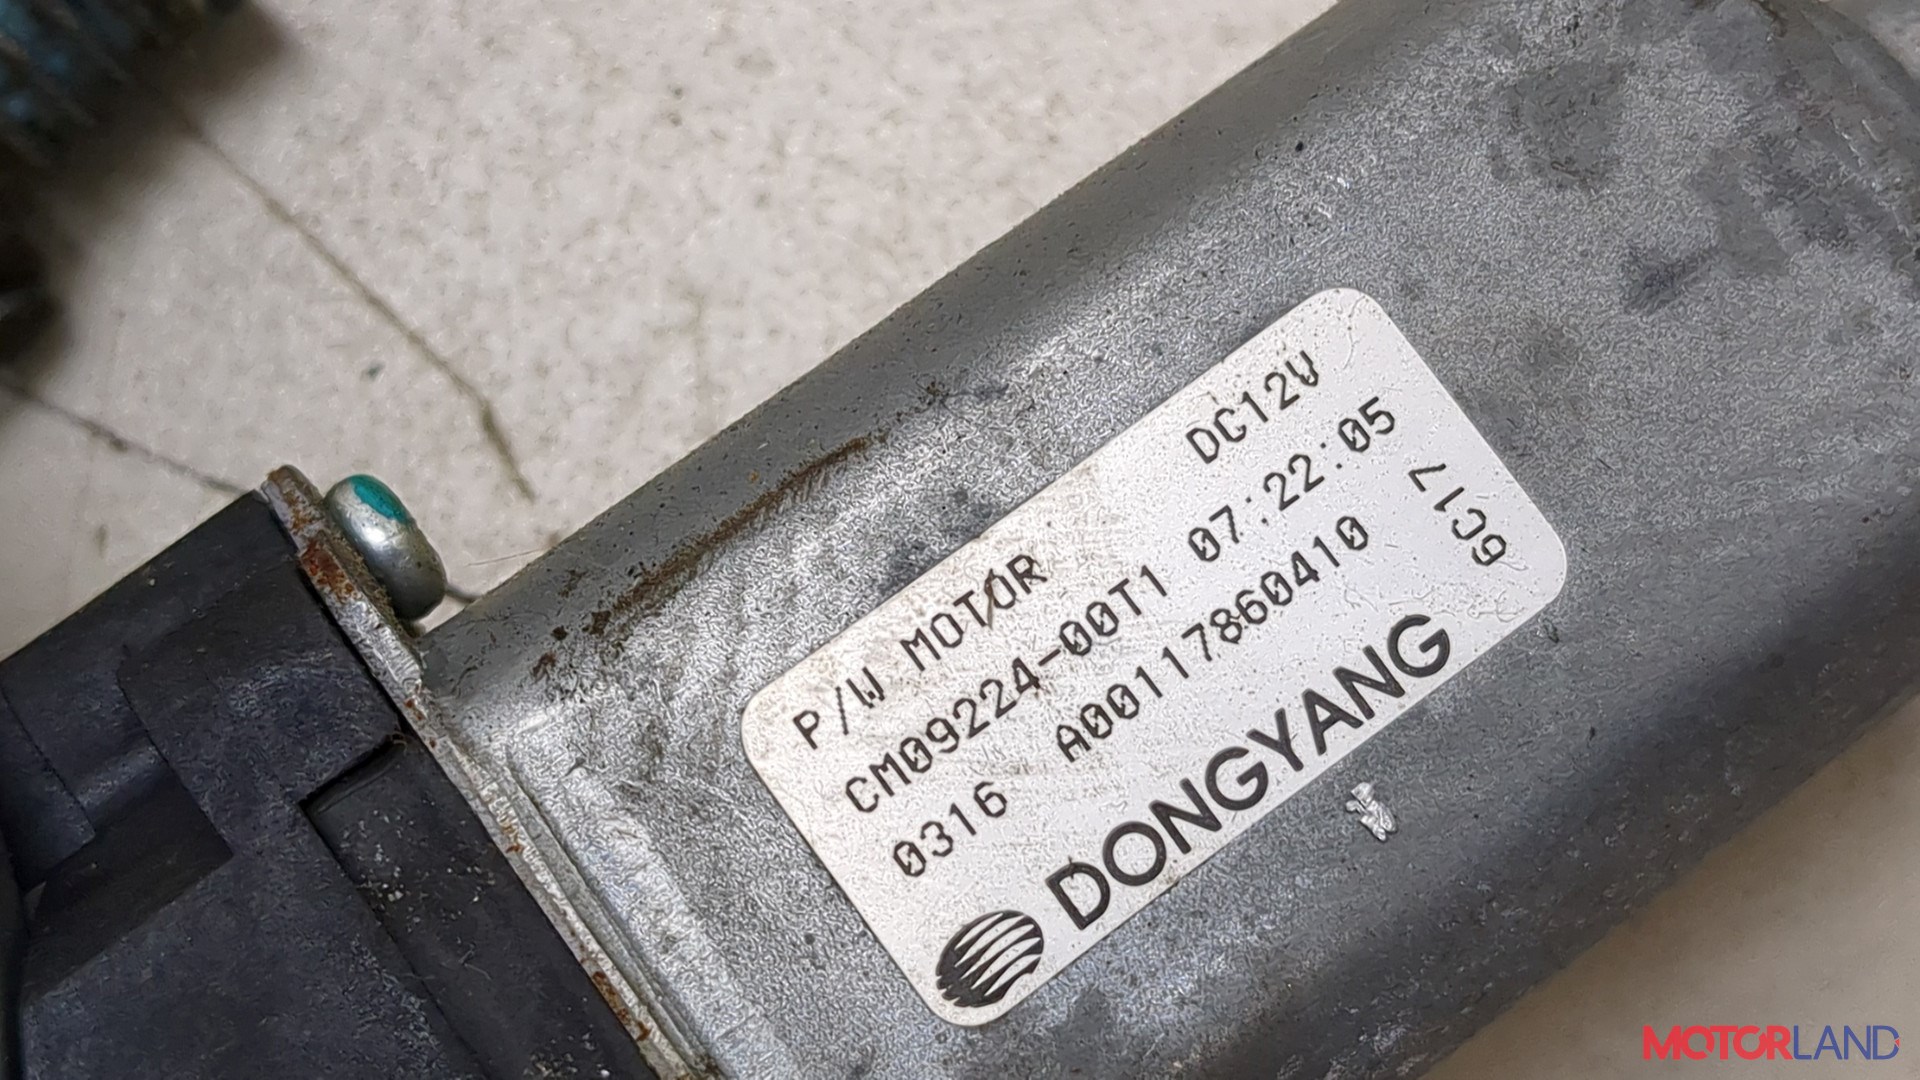 P/W MOTOR DC12V
CM09224-00T1 07:22:05
0316 A00117860410
6C17
DONGYANG
MOTORLAND